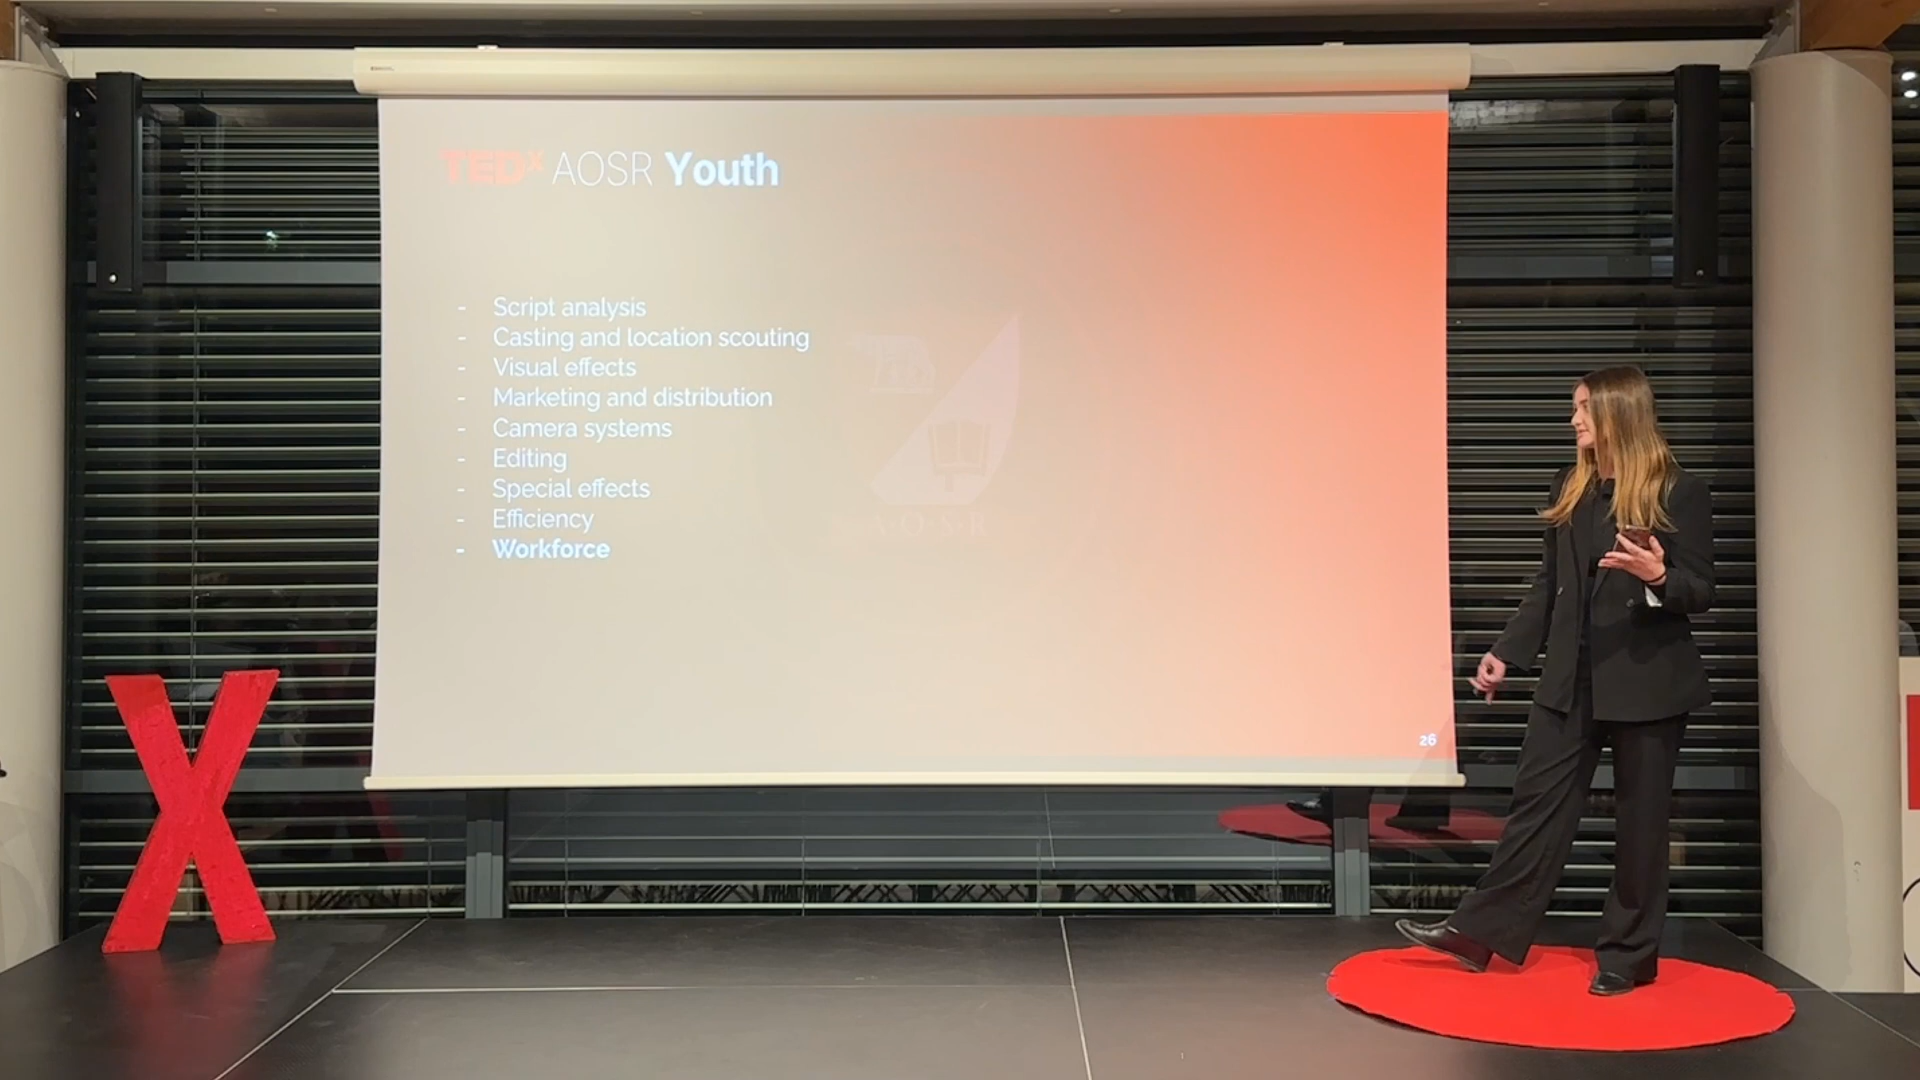 TEDx AOSR Youth
- Script analysis
- Casting and location scouting
- Visual effects
- Marketing and distribution
- Camera systems
- Editing
- Special effects
- Efficiency
- Workforce
A·O·S·R
26
X